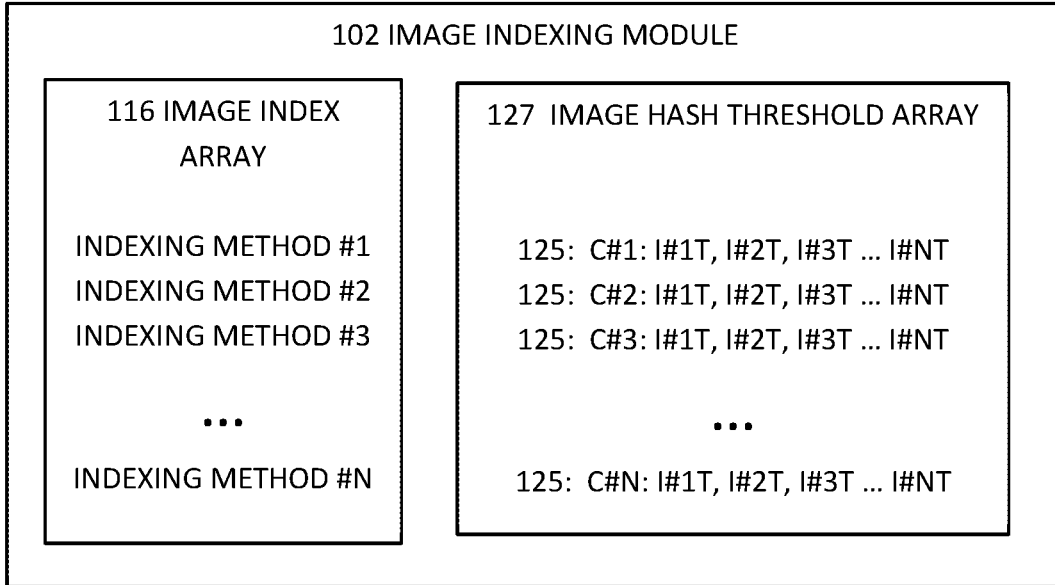 102 IMAGE INDEXING MODULE
116 IMAGE INDEX
ARRAY
INDEXING METHOD #1
INDEXING METHOD #2
INDEXING METHOD #3
...
INDEXING METHOD #N
127 IMAGE HASH THRESHOLD ARRAY
125: C#1: I#1T, I#2T, I#3T ... I#NT
125: C#2: I#1T, I#2T, I#3T ... I#NT
125: C#3: I#1T, I#2T, I#3T ... I#NT
...
125: C#N: I#1T, I#2T, I#3T ... I#NT